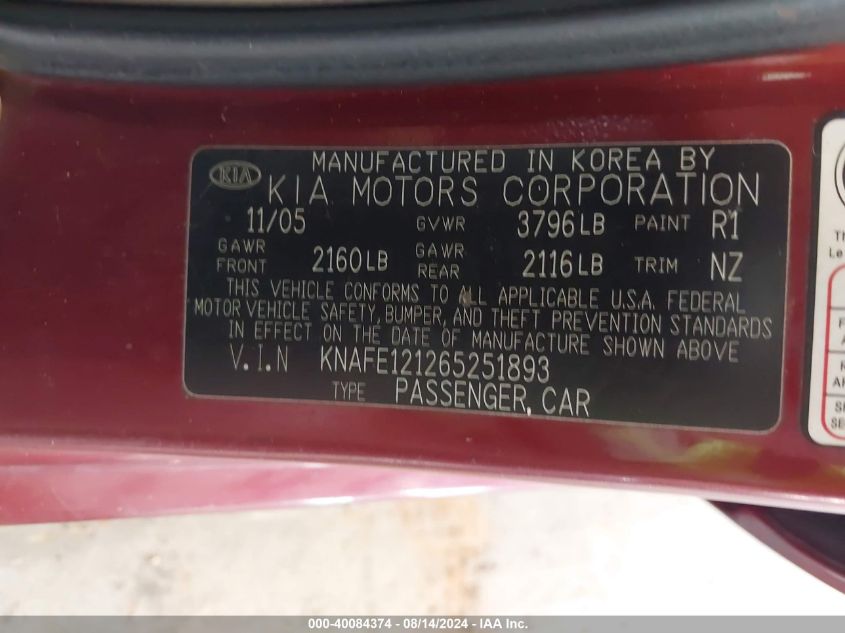 MANUFACTURED IN KOREA BY
KIA KIA MOTORS CORPORATION
11/05 GVWR 3796LB PAINT R1
GAWR FRONT 2160LB GAWR REAR 2116LB TRIM NZ
THIS VEHICLE CONFORMS TO ALL APPLICABLE U.S.A. FEDERAL
MOTOR VEHICLE SAFETY, BUMPER, AND THEFT PREVENTION STANDARDS
IN EFFECT ON THE DATE OF MANUFACTURE SHOWN ABOVE
V.I.N KNAFE121265251893
TYPE PASSENGER CAR
000-40084374 - 08/14/2024 - IAA Inc.